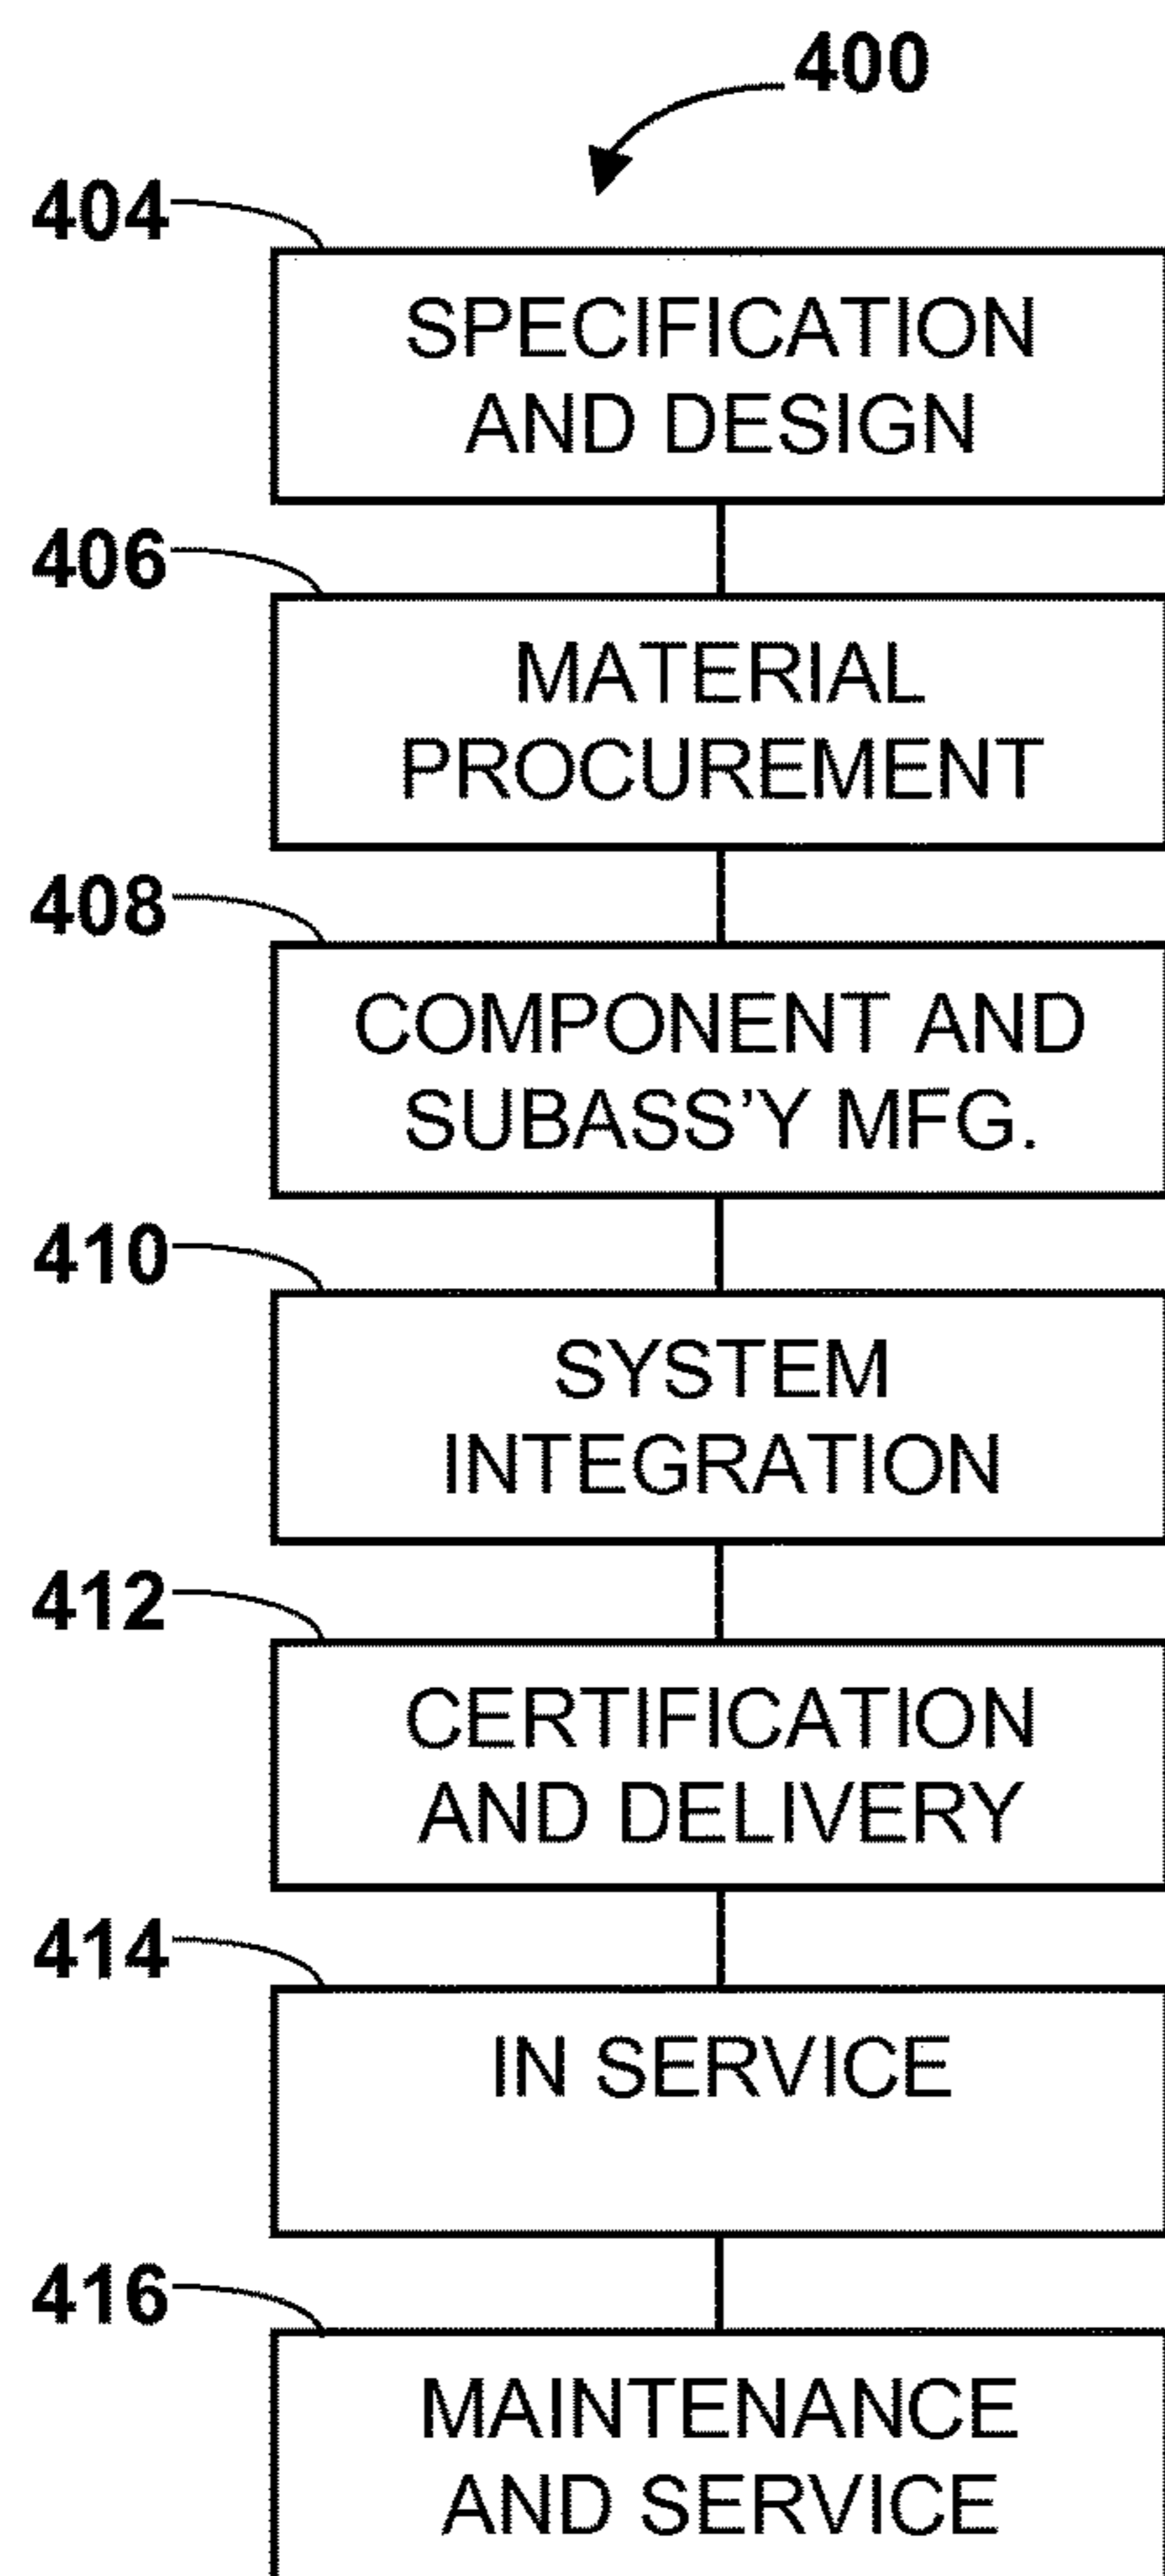 400
404
SPECIFICATION
AND DESIGN
406
MATERIAL
PROCUREMENT
408
COMPONENT AND
SUBASS’Y MFG.
410
SYSTEM
INTEGRATION
412
CERTIFICATION
AND DELIVERY
414
IN SERVICE
416
MAINTENANCE
AND SERVICE